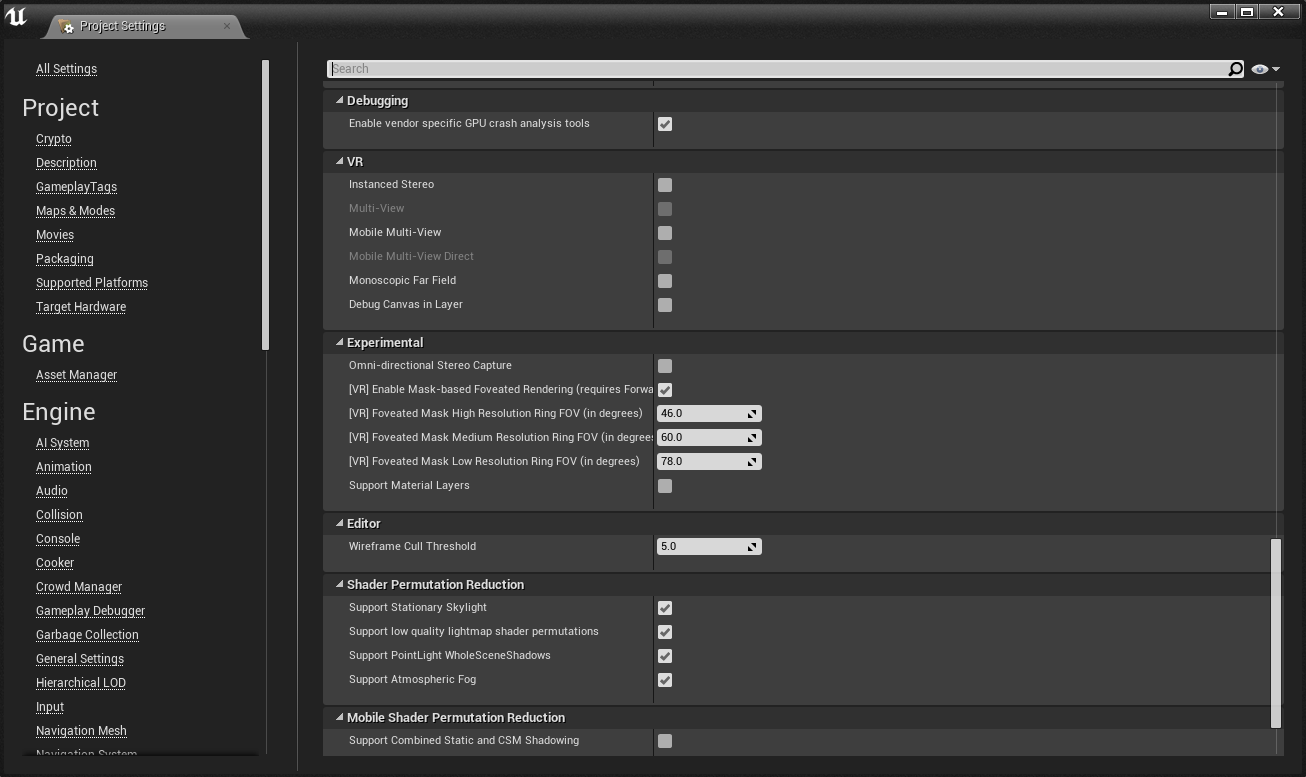 Project Settings
All Settings
Project
Crypto
Description
GameplayTags
Maps & Modes
Movies
Packaging
Supported Platforms
Target Hardware
Game
Asset Manager
Engine
AI System
Animation
Audio
Collision
Console
Cooker
Crowd Manager
Gameplay Debugger
Garbage Collection
General Settings
Hierarchical LOD
Input
Navigation Mesh
Navigation System
Search
Debugging
Enable vendor specific GPU crash analysis tools
VR
Instanced Stereo
Multi-View
Mobile Multi-View
Mobile Multi-View Direct
Monoscopic Far Field
Debug Canvas in Layer
Experimental
Omni-directional Stereo Capture
[VR] Enable Mask-based Foveated Rendering (requires Forwa
[VR] Foveated Mask High Resolution Ring FOV (in degrees) 46.0
[VR] Foveated Mask Medium Resolution Ring FOV (in degrees 60.0
[VR] Foveated Mask Low Resolution Ring FOV (in degrees) 78.0
Support Material Layers
Editor
Wireframe Cull Threshold 5.0
Shader Permutation Reduction
Support Stationary Skylight
Support low quality lightmap shader permutations
Support PointLight WholeSceneShadows
Support Atmospheric Fog
Mobile Shader Permutation Reduction
Support Combined Static and CSM Shadowing